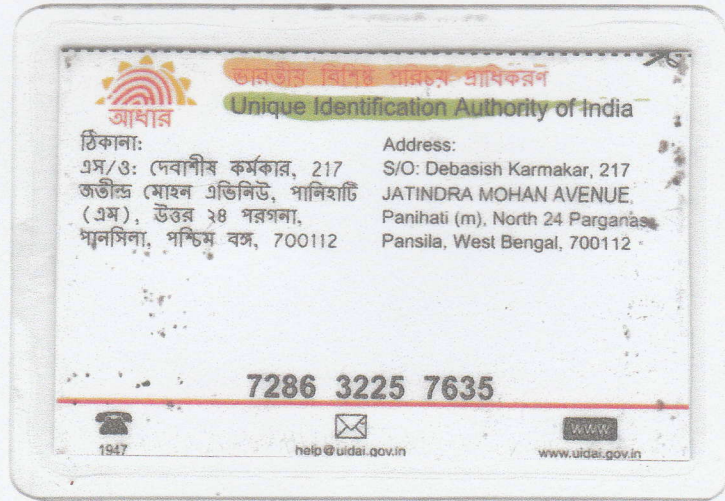 ভারতীয় বিশিষ্ট পরিচয় প্রাধিকরণ
Unique Identification Authority of India
আধার
ঠিকানা:
এস/ও: দেবাশীষ কর্মকার, 217
জতীন্দ্র মোহন এভিনিউ, পানিহাটি
(এম), উত্তর ২৪ পরগনা,
পানসিলা, পশ্চিম বঙ্গ, 700112
Address:
S/O: Debasish Karmakar, 217
JATINDRA MOHAN AVENUE,
Panihati (m), North 24 Parganas,
Pansila, West Bengal, 700112
7286 3225 7635
1947
help@uidai.gov.in
www
www.uidai.gov.in